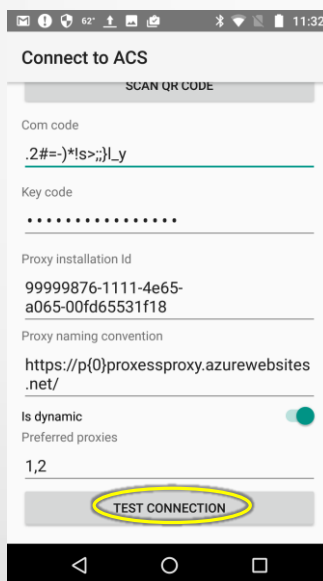 62° 11:32
Connect to ACS
SCAN QR CODE
Com code
.2#=-)*!s>;;}l_y
Key code
••••••••••••••••
Proxy installation Id
99999876-1111-4e65-
a065-00fd65531f18
Proxy naming convention
https://p{0}proxessproxy.azurewebsites
.net/
Is dynamic
Preferred proxies
1,2
TEST CONNECTION